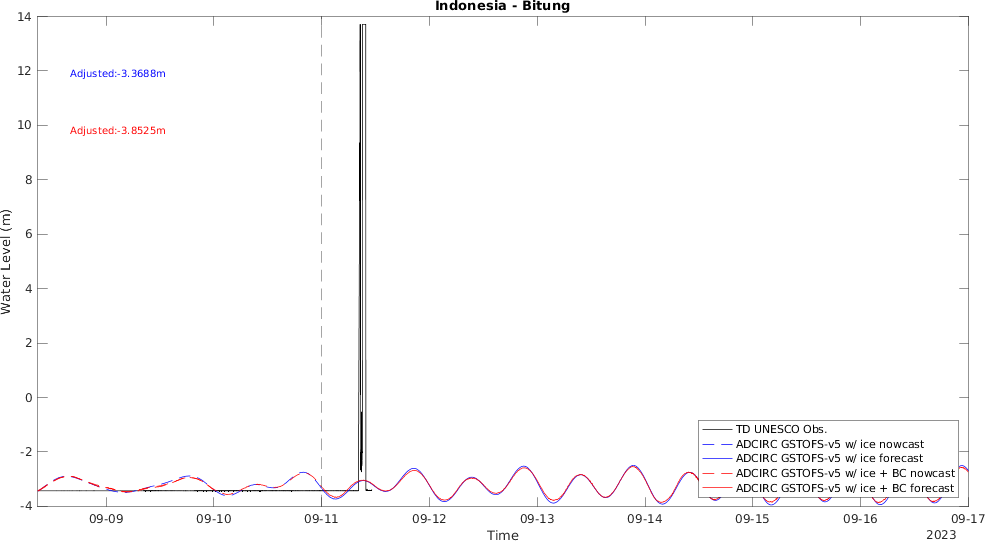 Indonesia - Bitung
14
12
10
8
6
4
2
0
-2
-4
Water Level (m)
Adjusted:-3.3688m
Adjusted:-3.8525m
TD UNESCO Obs.
ADCIRC GSTOFS-v5 w/ ice nowcast
ADCIRC GSTOFS-v5 w/ ice forecast
ADCIRC GSTOFS-v5 w/ ice + BC nowcast
ADCIRC GSTOFS-v5 w/ ice + BC forecast
09-09 09-10 09-11 09-12 09-13 09-14 09-15 09-16 09-17
Time
2023